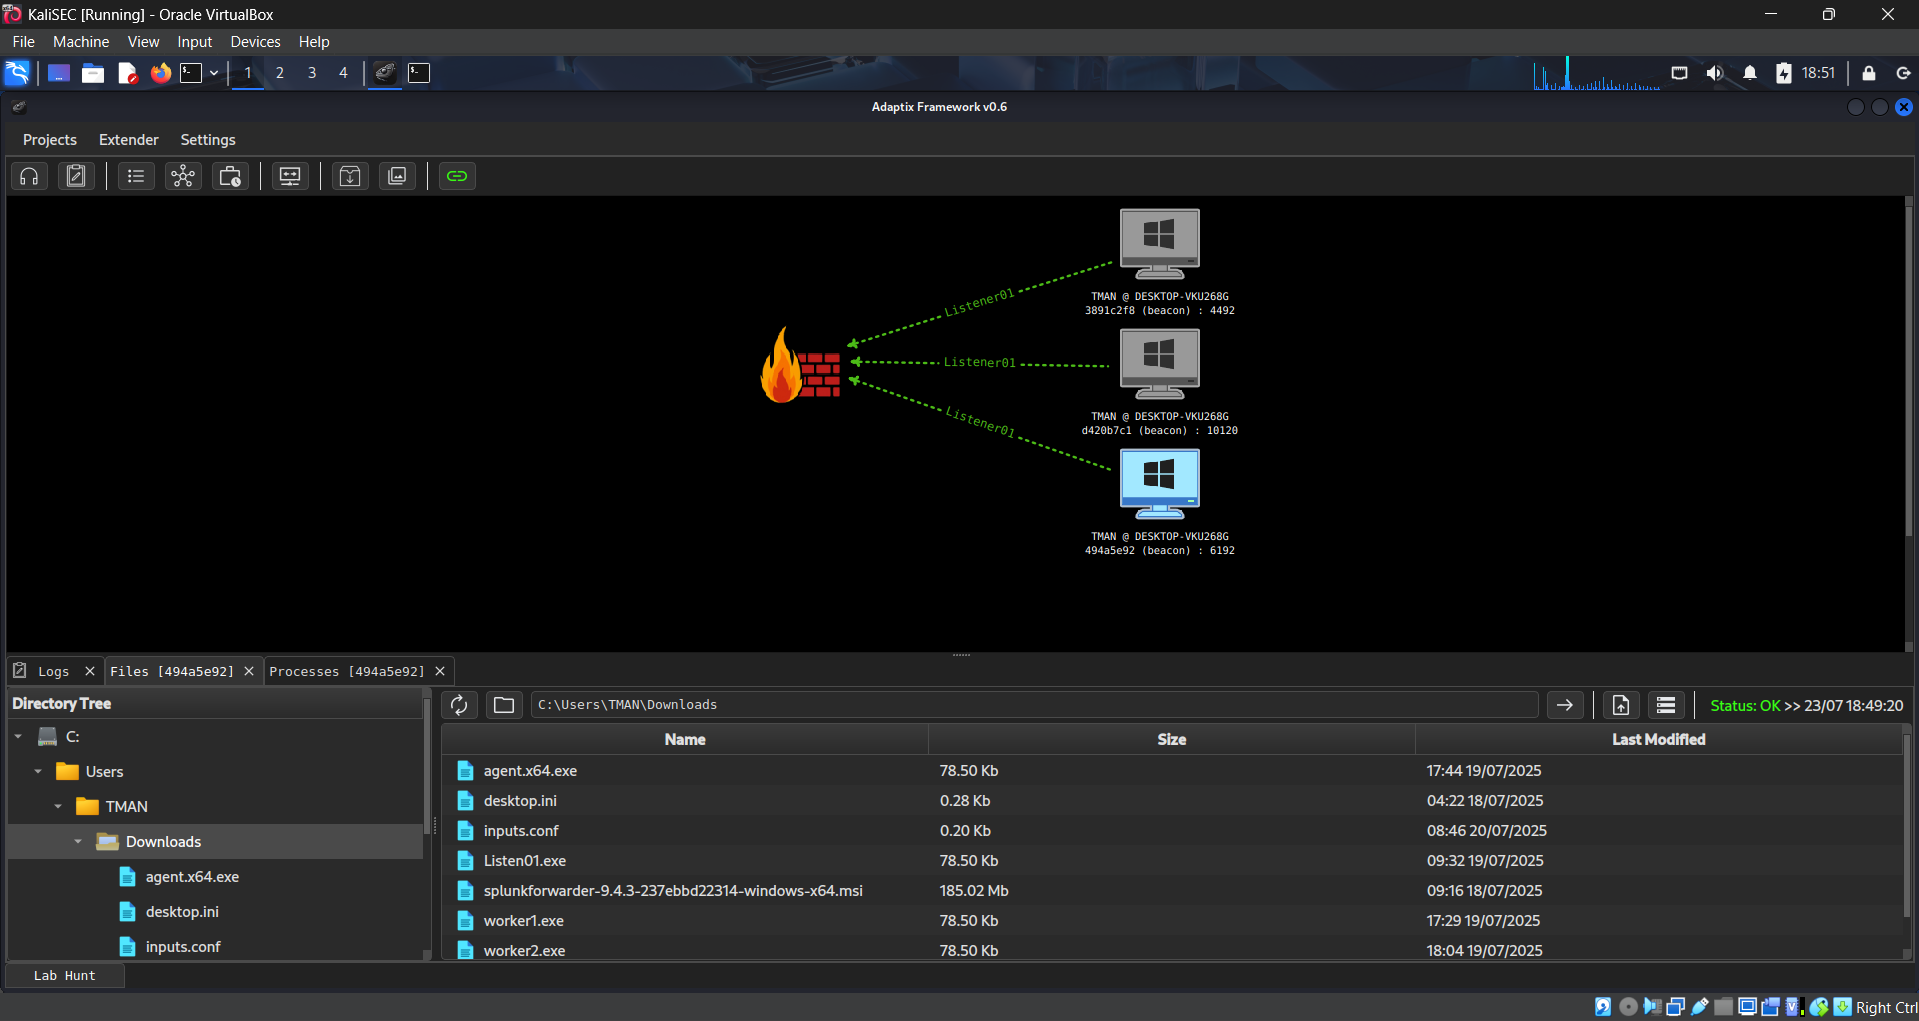 KaliSEC [Running] - Oracle VirtualBox
File Machine View Input Devices Help
1 2 3 4 18:51
Adaptix Framework v0.6
Projects Extender Settings
Listener01
TMAN @ DESKTOP-VKU268G
3891c2f8 (beacon) : 4492
Listener01
TMAN @ DESKTOP-VKU268G
d420b7c1 (beacon) : 10120
Listener01
TMAN @ DESKTOP-VKU268G
494a5e92 (beacon) : 6192
Logs Files [494a5e92] Processes [494a5e92]
Directory Tree
C:
Users
TMAN
Downloads
agent.x64.exe
desktop.ini
inputs.conf
C:\Users\TMAN\Downloads Status: OK >> 23/07 18:49:20
Name Size Last Modified
agent.x64.exe 78.50 Kb 17:44 19/07/2025
desktop.ini 0.28 Kb 04:22 18/07/2025
inputs.conf 0.20 Kb 08:46 20/07/2025
Listen01.exe 78.50 Kb 09:32 19/07/2025
splunkforwarder-9.4.3-237ebbd22314-windows-x64.msi 185.02 Mb 09:16 18/07/2025
worker1.exe 78.50 Kb 17:29 19/07/2025
worker2.exe 78.50 Kb 18:04 19/07/2025
Lab Hunt
Right Ctrl